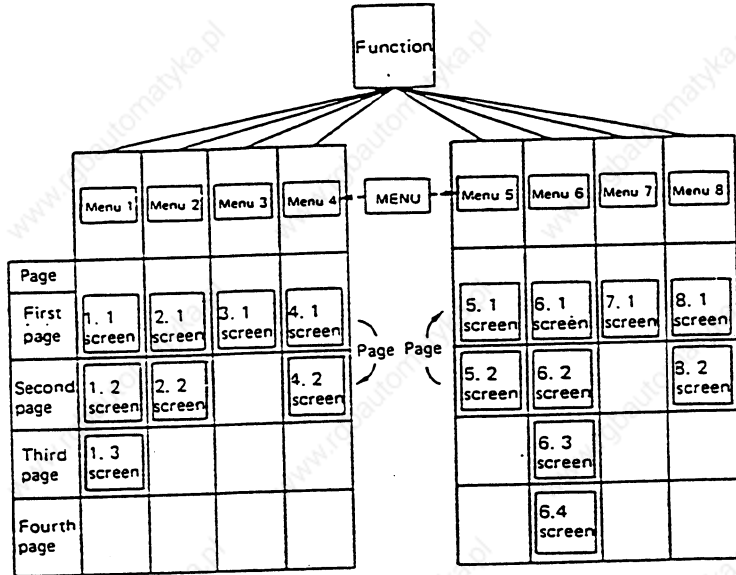 Function
Menu 1 Menu 2 Menu 3 Menu 4 MENU Menu 5 Menu 6 Menu 7 Menu 8
Page
First page
1. 1 screen
2. 1 screen
3. 1 screen
4. 1 screen
Page Page
5. 1 screen
6. 1 screen
7. 1 screen
8. 1 screen
Second page
1. 2 screen
2. 2 screen
4. 2 screen
5. 2 screen
6. 2 screen
8. 2 screen
Third page
1. 3 screen
6. 3 screen
Fourth page
6.4 screen
www.rgbautomatyka.pl